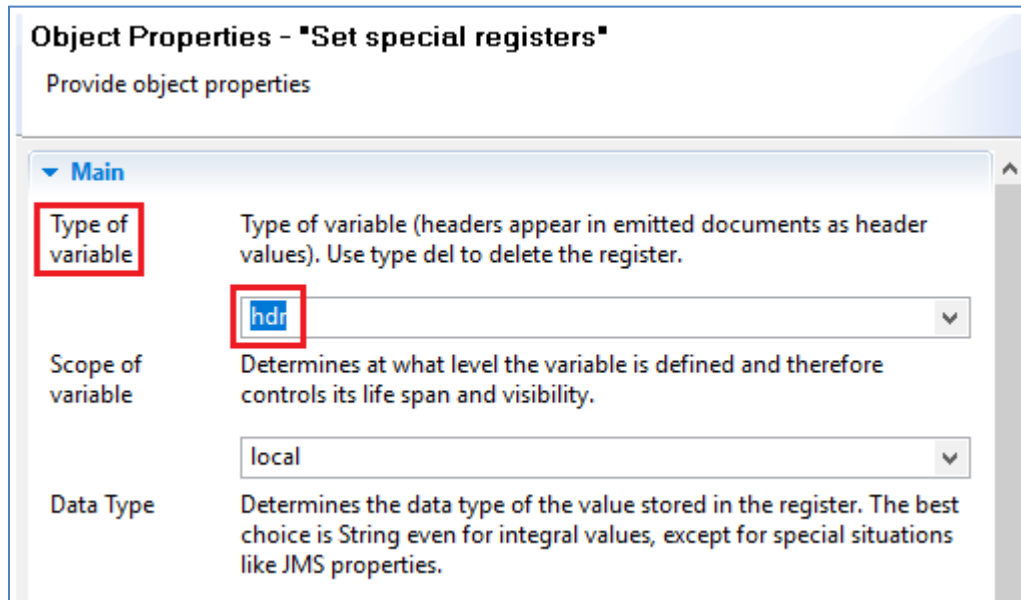 Object Properties - "Set special registers"
Provide object properties
Main
Type of
variable
Type of variable (headers appear in emitted documents as header
values). Use type del to delete the register.
hdr
Scope of
variable
Determines at what level the variable is defined and therefore
controls its life span and visibility.
local
Data Type
Determines the data type of the value stored in the register. The best
choice is String even for integral values, except for special situations
like JMS properties.